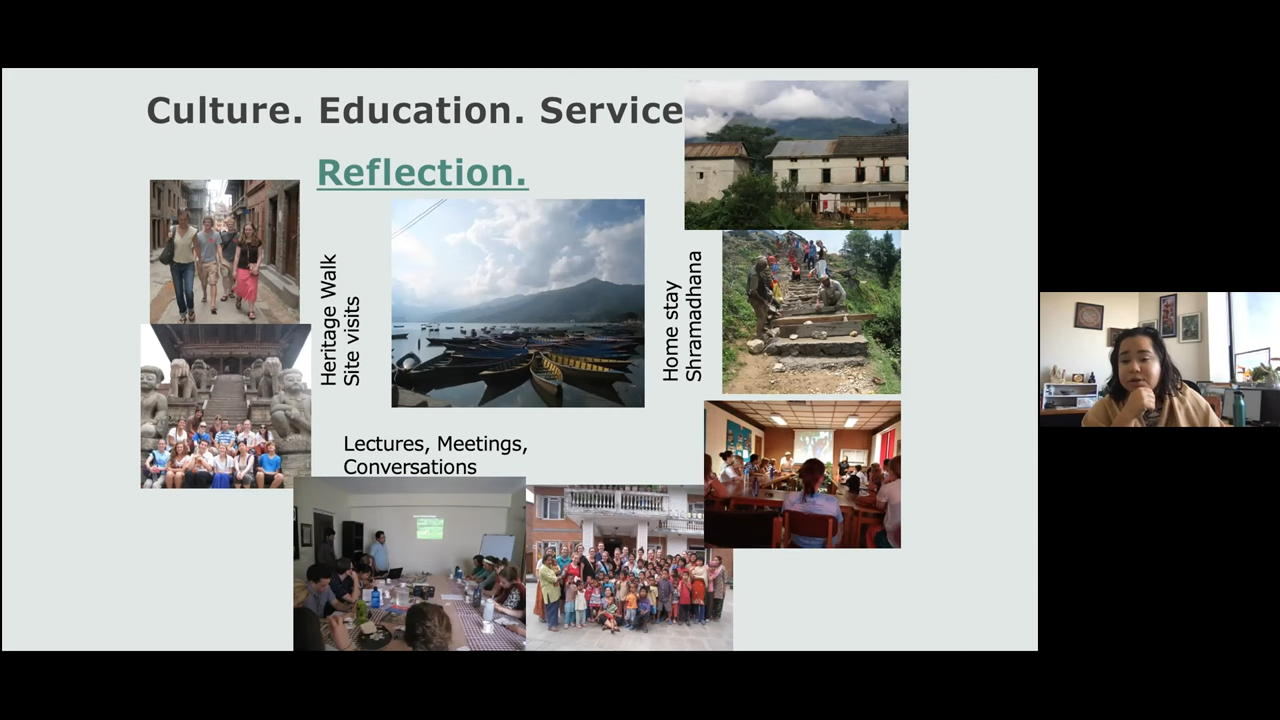 Culture. Education. Service
Reflection.
Heritage Walk
Site visits
Home stay
Shramadhana
Lectures, Meetings,
Conversations